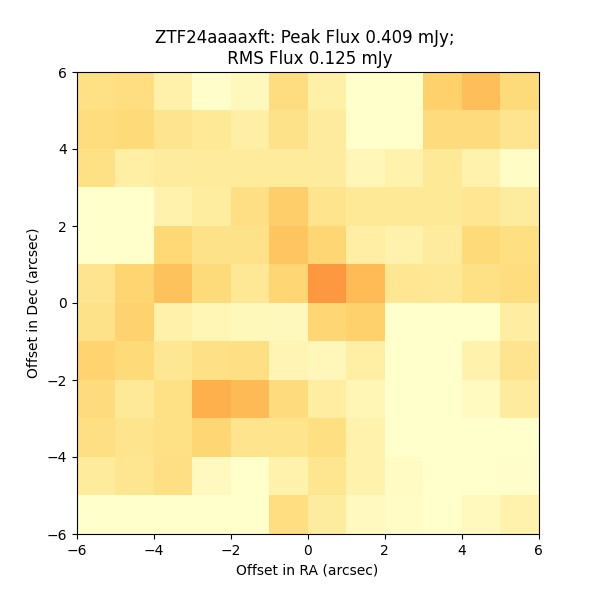 ZTF24aaaaxft: Peak Flux 0.409 mJy;
RMS Flux 0.125 mJy
6
4
2
0
−2
−4
−6
Offset in Dec (arcsec)
−6 −4 −2 0 2 4 6
Offset in RA (arcsec)